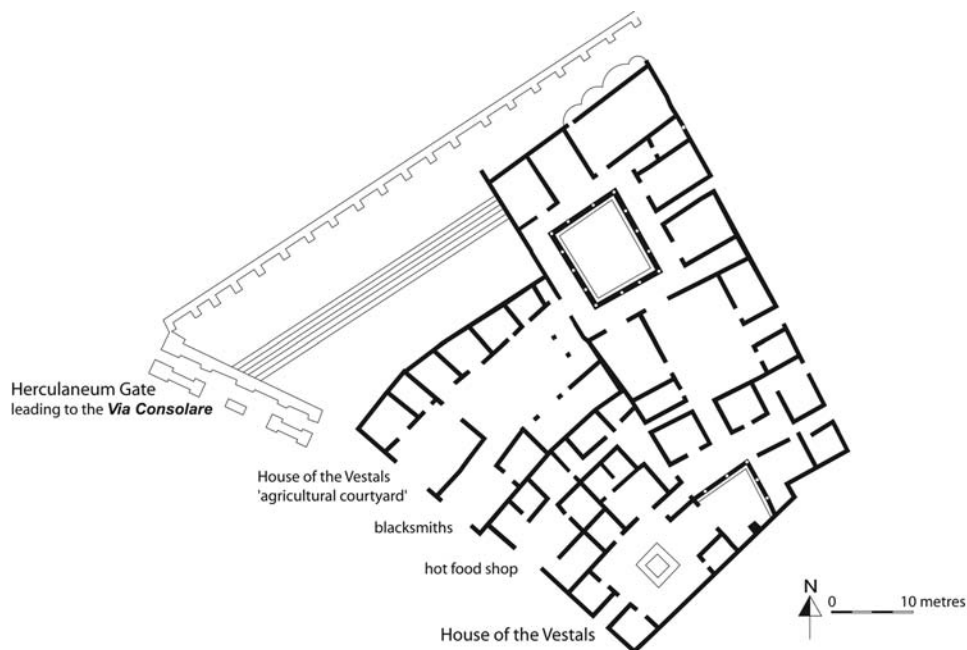 Herculaneum Gate
leading to the Via Consolare
House of the Vestals
'agricultural courtyard'
blacksmiths
hot food shop
House of the Vestals
N
0 10 metres